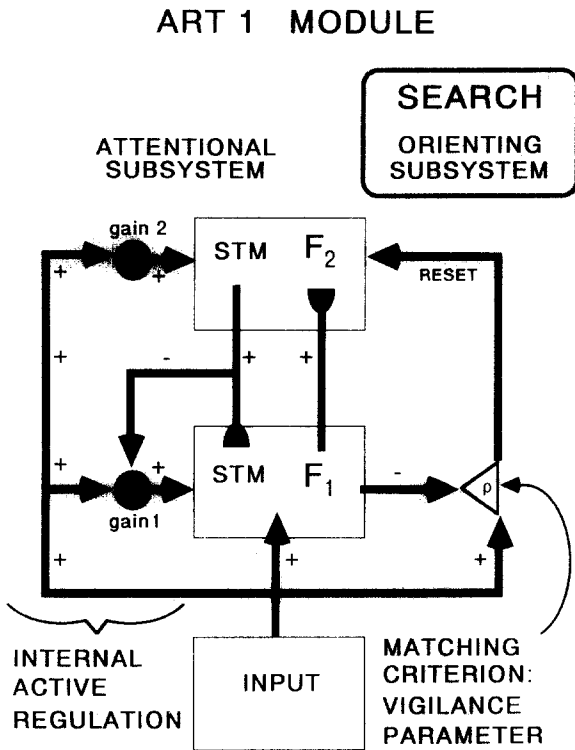 ART 1 MODULE
SEARCH
ORIENTING
SUBSYSTEM
ATTENTIONAL
SUBSYSTEM
gain 2
+ +
STM F2
RESET
+ - + +
+ +
gain 1
STM F1
-
ρ
+ + +
INTERNAL
ACTIVE
REGULATION
INPUT
MATCHING
CRITERION:
VIGILANCE
PARAMETER